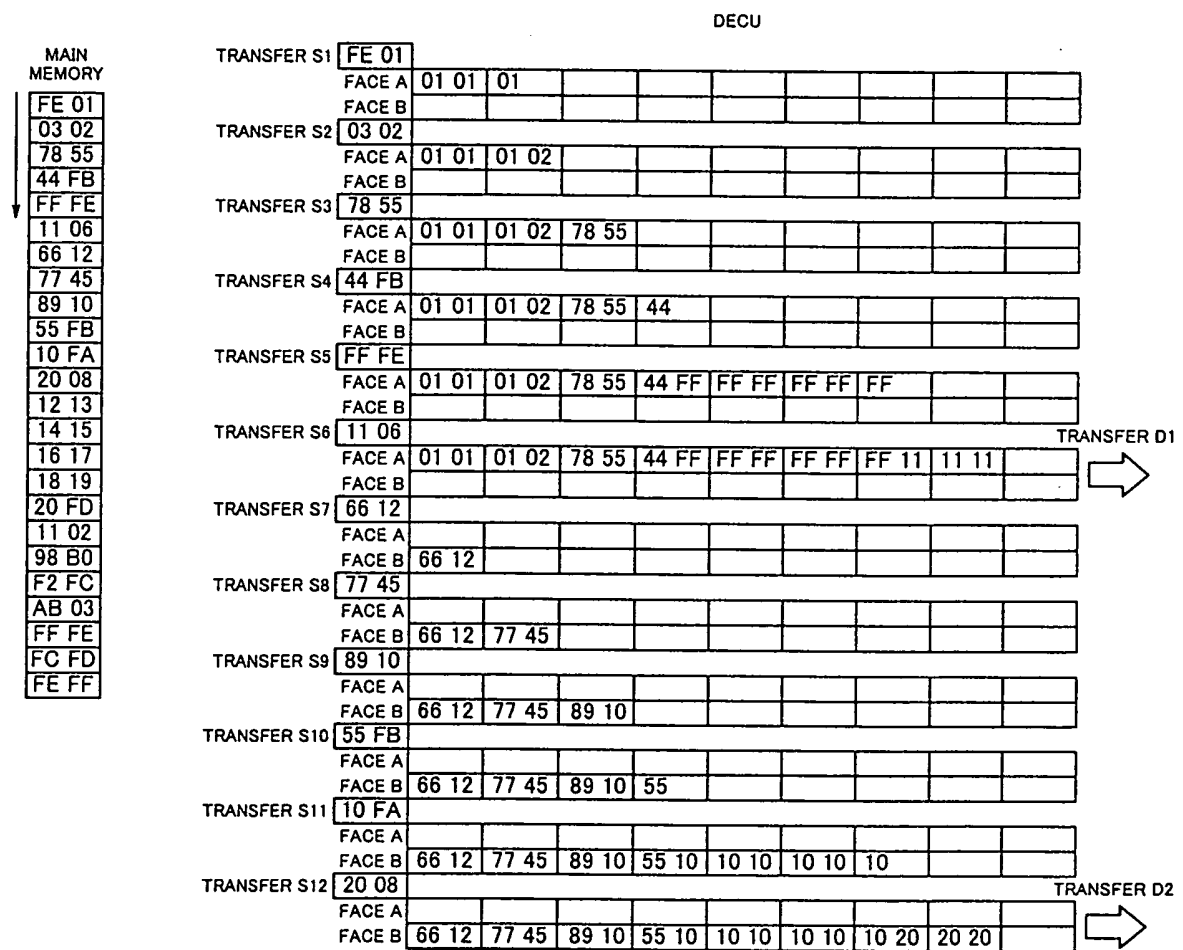 DECU
MAIN
MEMORY
FE 01
03 02
78 55
44 FB
FF FE
11 06
66 12
77 45
89 10
55 FB
10 FA
20 08
12 13
14 15
16 17
18 19
20 FD
11 02
98 B0
F2 FC
AB 03
FF FE
FC FD
FE FF
TRANSFER S1 FE 01
FACE A 01 01 01
FACE B
TRANSFER S2 03 02
FACE A 01 01 01 02
FACE B
TRANSFER S3 78 55
FACE A 01 01 01 02 78 55
FACE B
TRANSFER S4 44 FB
FACE A 01 01 01 02 78 55 44
FACE B
TRANSFER S5 FF FE
FACE A 01 01 01 02 78 55 44 FF FF FF FF FF FF
FACE B
TRANSFER S6 11 06
TRANSFER D1
FACE A 01 01 01 02 78 55 44 FF FF FF FF FF FF 11 11 11
FACE B
TRANSFER S7 66 12
FACE A
FACE B 66 12
TRANSFER S8 77 45
FACE A
FACE B 66 12 77 45
TRANSFER S9 89 10
FACE A
FACE B 66 12 77 45 89 10
TRANSFER S10 55 FB
FACE A
FACE B 66 12 77 45 89 10 55
TRANSFER S11 10 FA
FACE A
FACE B 66 12 77 45 89 10 55 10 10 10 10 10 10
TRANSFER S12 20 08
TRANSFER D2
FACE A
FACE B 66 12 77 45 89 10 55 10 10 10 10 10 10 20 20 20